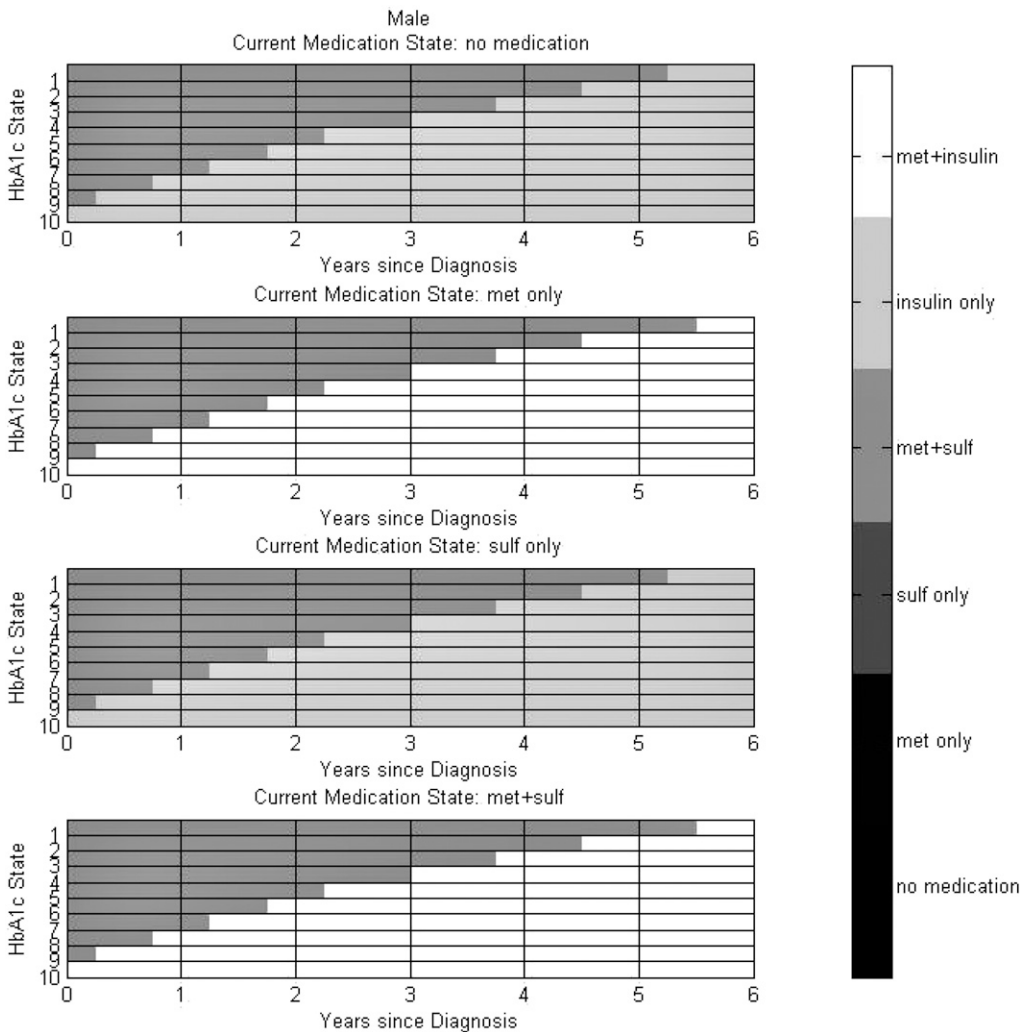 Male
Current Medication State: no medication
HbA1c State
1
2
3
4
5
6
7
8
9
10
0 1 2 3 4 5 6
Years since Diagnosis
Current Medication State: met only
HbA1c State
1
2
3
4
5
6
7
8
9
10
0 1 2 3 4 5 6
Years since Diagnosis
Current Medication State: sulf only
HbA1c State
1
2
3
4
5
6
7
8
9
10
0 1 2 3 4 5 6
Years since Diagnosis
Current Medication State: met+sulf
HbA1c State
1
2
3
4
5
6
7
8
9
10
0 1 2 3 4 5 6
Years since Diagnosis
met+insulin
insulin only
met+sulf
sulf only
met only
no medication